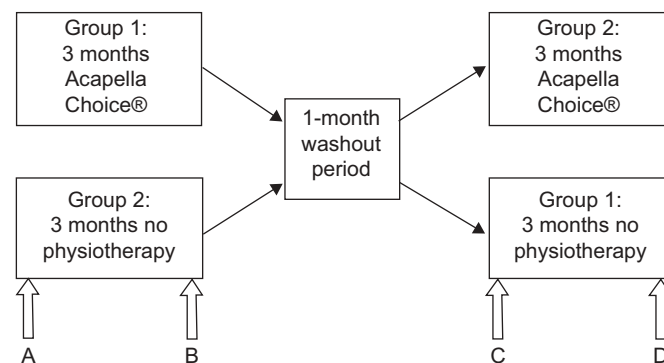 Group 1:
3 months
Acapella
Choice®
Group 2:
3 months
Acapella
Choice®
1-month
washout
period
Group 2:
3 months no
physiotherapy
Group 1:
3 months no
physiotherapy
A
B
C
D